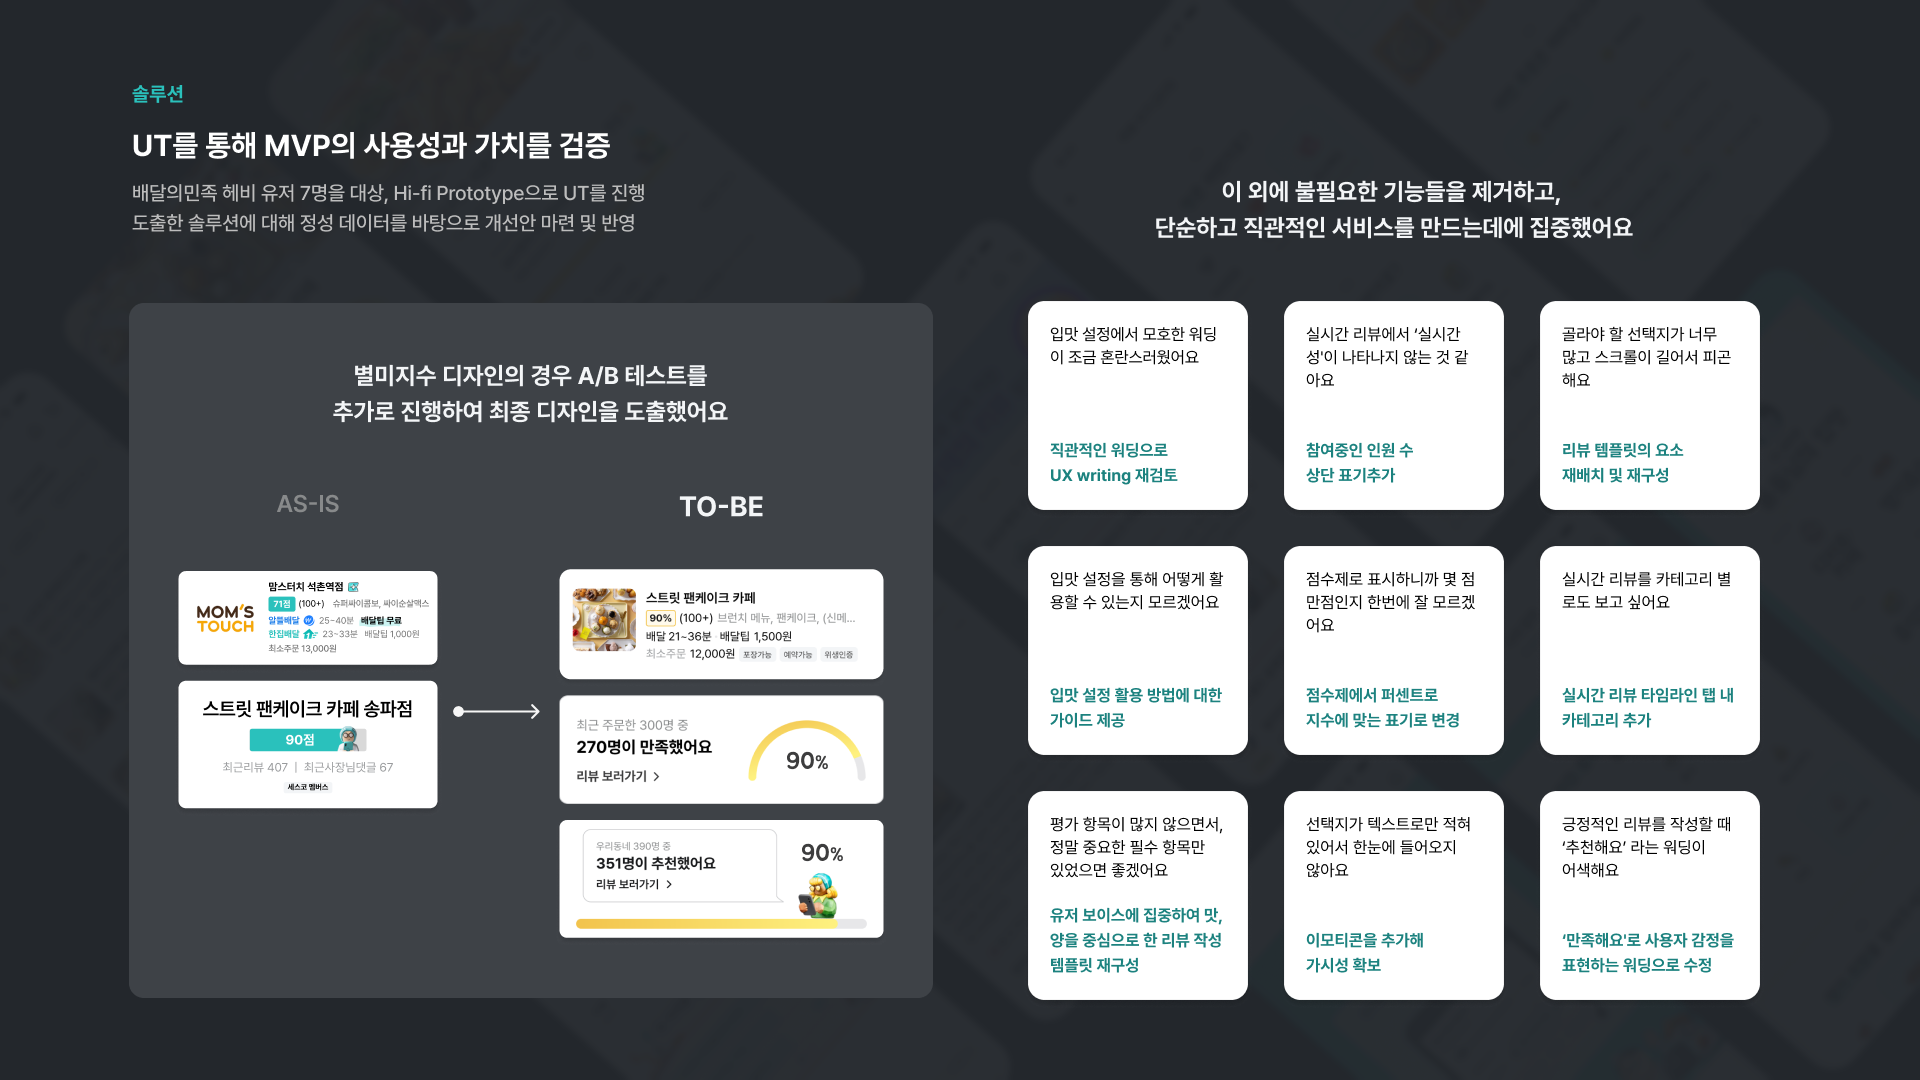 솔루션
UT를 통해 MVP의 사용성과 가치를 검증
배달의민족 헤비 유저 7명을 대상, Hi-fi Prototype으로 UT를 진행
도출한 솔루션에 대해 정성 데이터를 바탕으로 개선안 마련 및 반영
별미지수 디자인의 경우 A/B 테스트를
추가로 진행하여 최종 디자인을 도출했어요
AS-IS
MOM'S
TOUCH
맘스터치 석촌역점
71점 (100+) 슈퍼싸이콤보, 싸이순살맥스
알뜰배달 25~40분 배달팁 무료
한집배달 23~33분 배달팁 1,000원
최소주문 13,000원
스트릿 팬케이크 카페 송파점
90점
최근리뷰 407 | 최근사장님댓글 67
세스코 멤버스
TO-BE
스트릿 팬케이크 카페
90% (100+) 브런치 메뉴, 팬케이크, (신메...
배달 21~36분 · 배달팁 1,500원
최소주문 12,000원 포장가능 예약가능 위생인증
최근 주문한 300명 중
270명이 만족했어요
리뷰 보러가기 >
90%
우리동네 390명 중
351명이 추천했어요
리뷰 보러가기 >
90%
이 외에 불필요한 기능들을 제거하고,
단순하고 직관적인 서비스를 만드는데에 집중했어요
입맛 설정에서 모호한 워딩
이 조금 혼란스러웠어요
직관적인 워딩으로
UX writing 재검토
실시간 리뷰에서 ‘실시간
성'이 나타나지 않는 것 같
아요
참여중인 인원 수
상단 표기추가
골라야 할 선택지가 너무
많고 스크롤이 길어서 피곤
해요
리뷰 템플릿의 요소
재배치 및 재구성
입맛 설정을 통해 어떻게 활
용할 수 있는지 모르겠어요
입맛 설정 활용 방법에 대한
가이드 제공
점수제로 표시하니까 몇 점
만점인지 한번에 잘 모르겠
어요
점수제에서 퍼센트로
지수에 맞는 표기로 변경
실시간 리뷰를 카테고리 별
로도 보고 싶어요
실시간 리뷰 타임라인 탭 내
카테고리 추가
평가 항목이 많지 않으면서,
정말 중요한 필수 항목만
있었으면 좋겠어요
유저 보이스에 집중하여 맛,
양을 중심으로 한 리뷰 작성
템플릿 재구성
선택지가 텍스트로만 적혀
있어서 한눈에 들어오지
않아요
이모티콘을 추가해
가시성 확보
긍정적인 리뷰를 작성할 때
‘추천해요’ 라는 워딩이
어색해요
‘만족해요'로 사용자 감정을
표현하는 워딩으로 수정